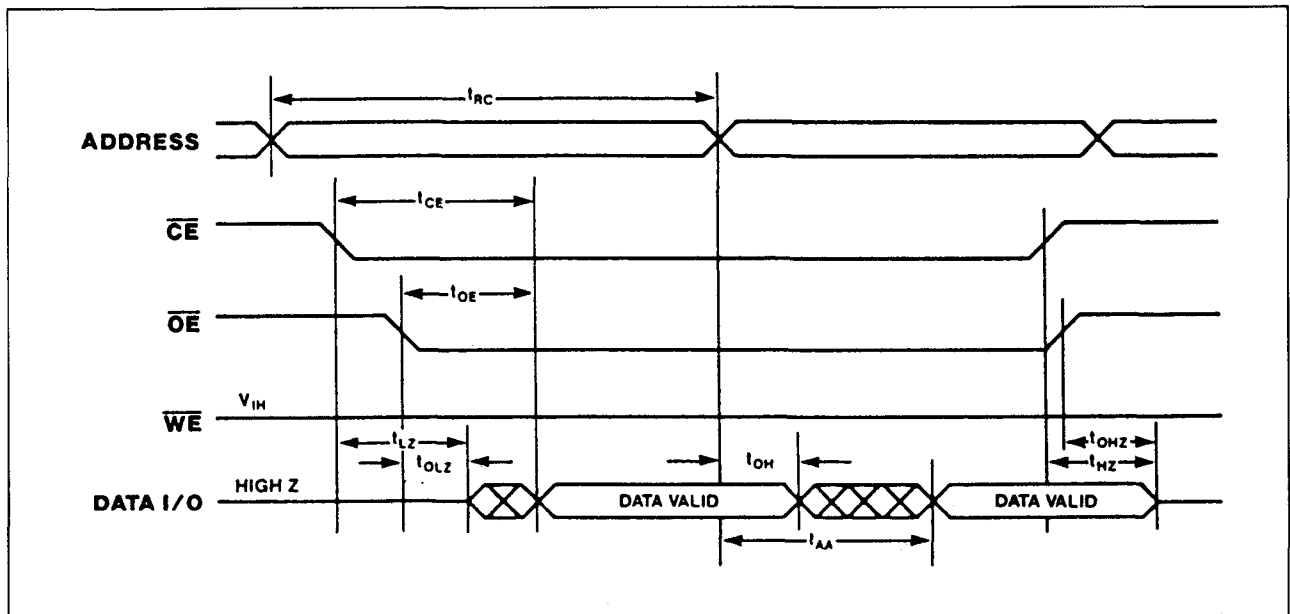 tRC
ADDRESS
tCE
CE
tOE
OE
VIH
WE
tLZ
tOHZ
tOLZ
tOH
tHZ
HIGH Z
DATA I/O
DATA VALID
DATA VALID
tAA